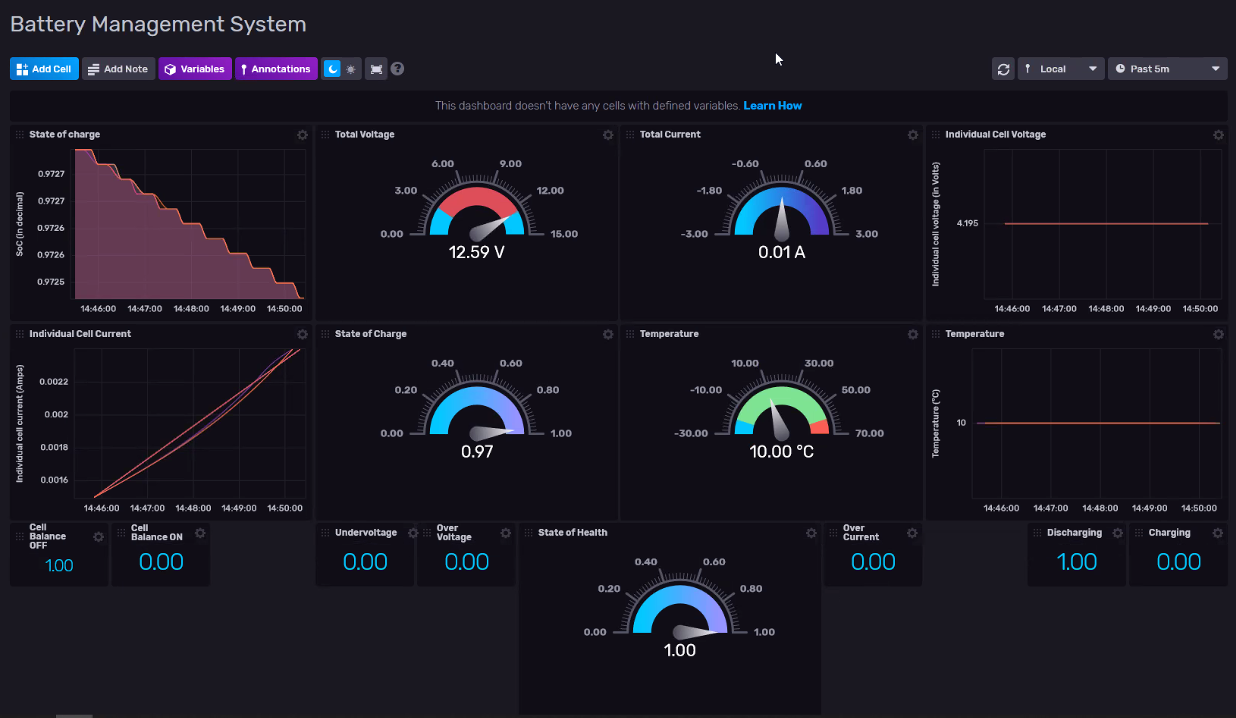 Battery Management System
Add Cell
Add Note
Variables
Annotations
Local
Past 5m
This dashboard doesn't have any cells with defined variables. Learn How
State of charge
SoC (in decimal)
0.9727
0.9727
0.9726
0.9726
0.9725
14:46:00 14:47:00 14:48:00 14:49:00 14:50:00
Total Voltage
6.00 9.00
3.00 12.00
0.00 15.00
12.59 V
Total Current
-0.60 0.60
-1.80 1.80
-3.00 3.00
0.01 A
Individual Cell Voltage
Individual cell voltage (in Volts)
4.195
14:46:00 14:47:00 14:48:00 14:49:00 14:50:00
Individual Cell Current
Individual cell current (Amps)
0.0022
0.002
0.0018
0.0016
14:46:00 14:47:00 14:48:00 14:49:00 14:50:00
State of Charge
0.40 0.60
0.20 0.80
0.00 1.00
0.97
Temperature
10.00 30.00
-10.00 50.00
-30.00 70.00
10.00 °C
Temperature
Temperature (°C)
10
14:46:00 14:47:00 14:48:00 14:49:00 14:50:00
Cell
Balance
OFF
1.00
Cell
Balance ON
0.00
Undervoltage
0.00
Over
Voltage
0.00
State of Health
0.40 0.60
0.20 0.80
0.00 1.00
1.00
Over
Current
0.00
Discharging
1.00
Charging
0.00